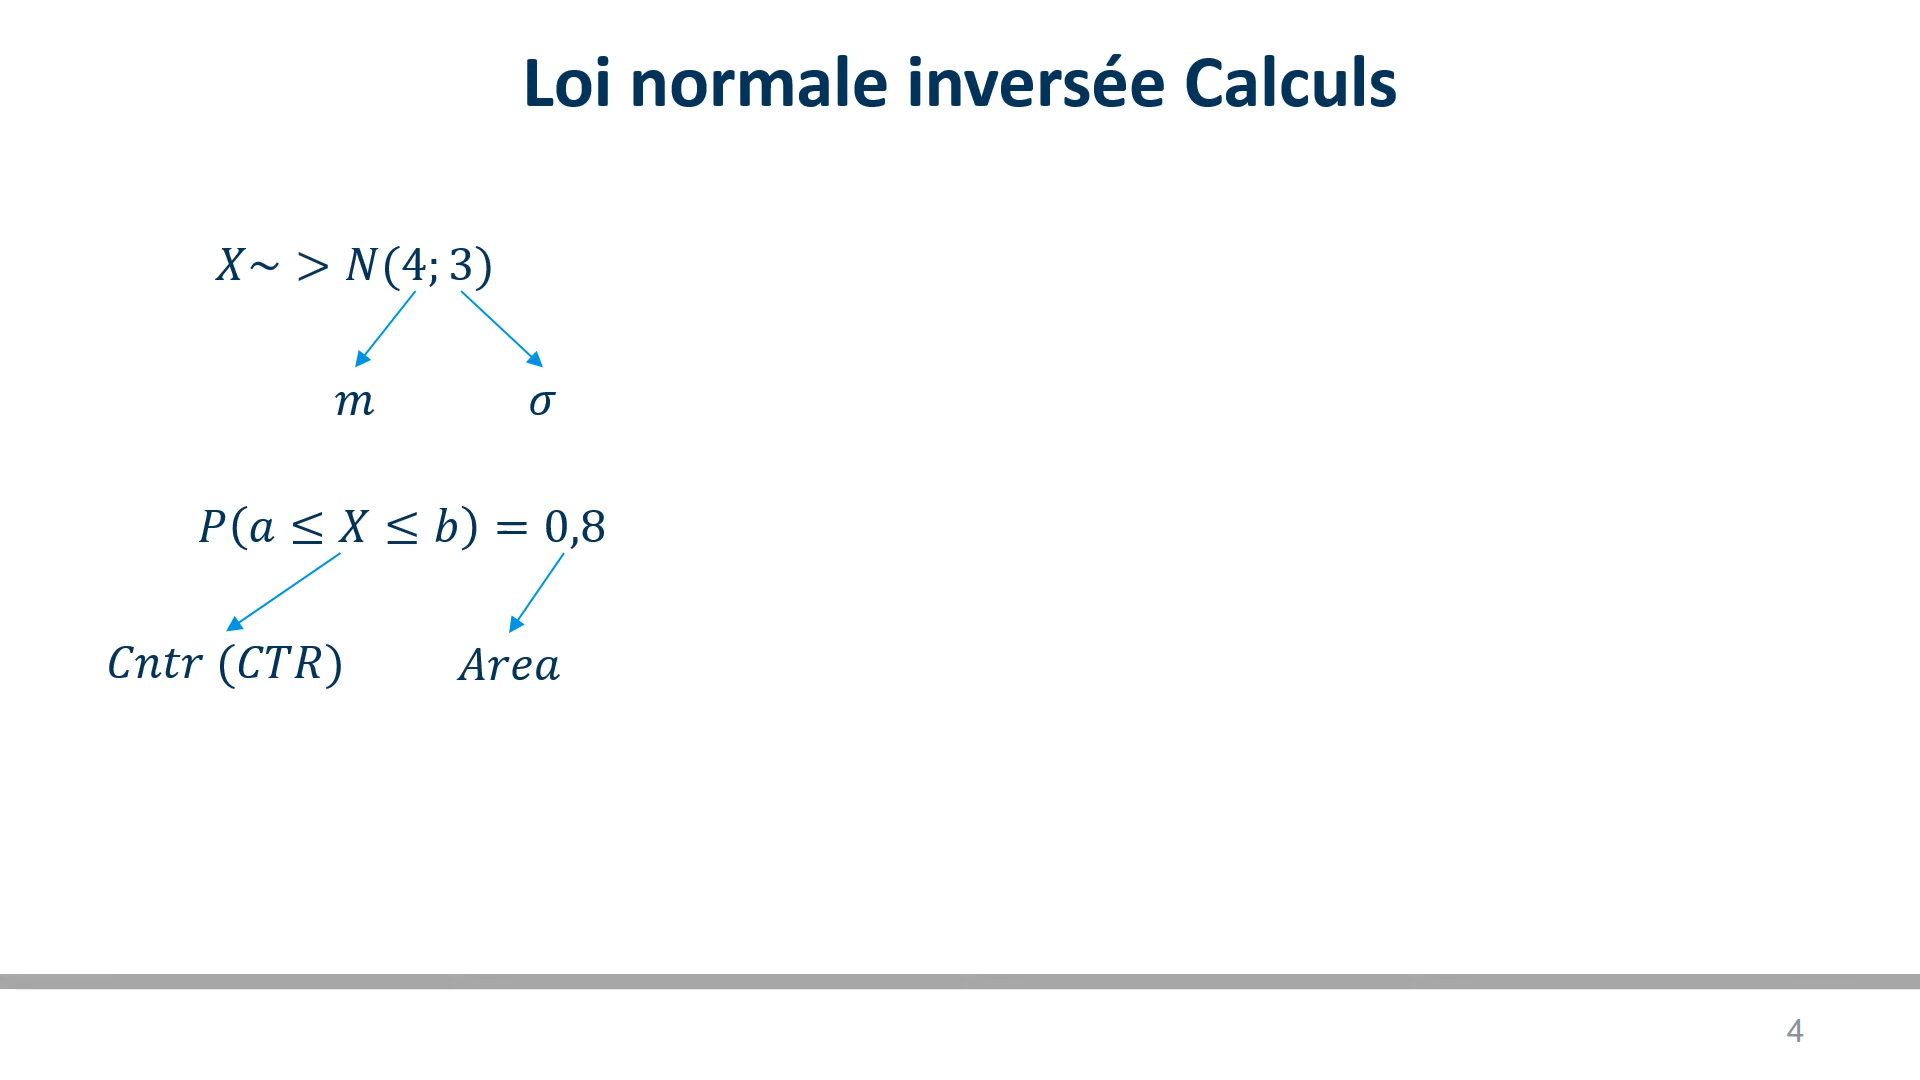 Loi normale inversée Calculs
X~ > N(4; 3)
m σ
P(a ≤ X ≤ b) = 0,8
Cntr (CTR) Area
4